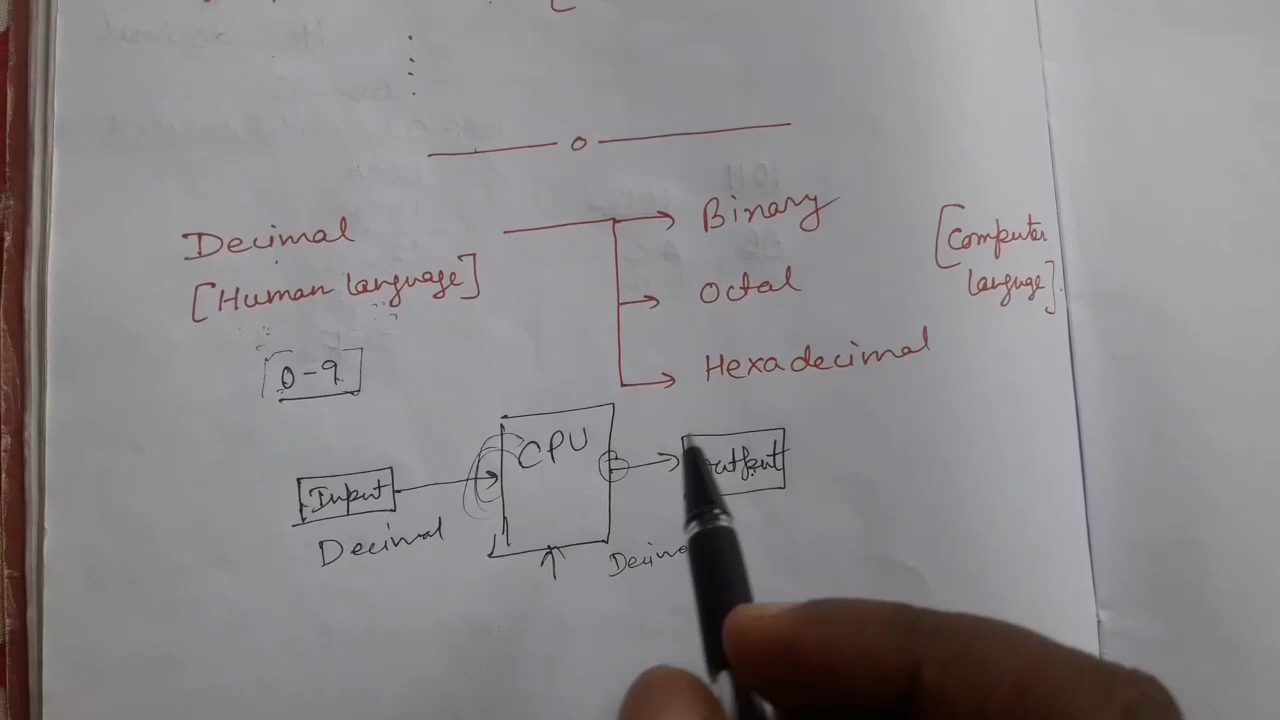 Decimal
[Human language]
Binary
Octal
Hexadecimal
[Computer
language]
[0-9]
Input
CPU
Decimal